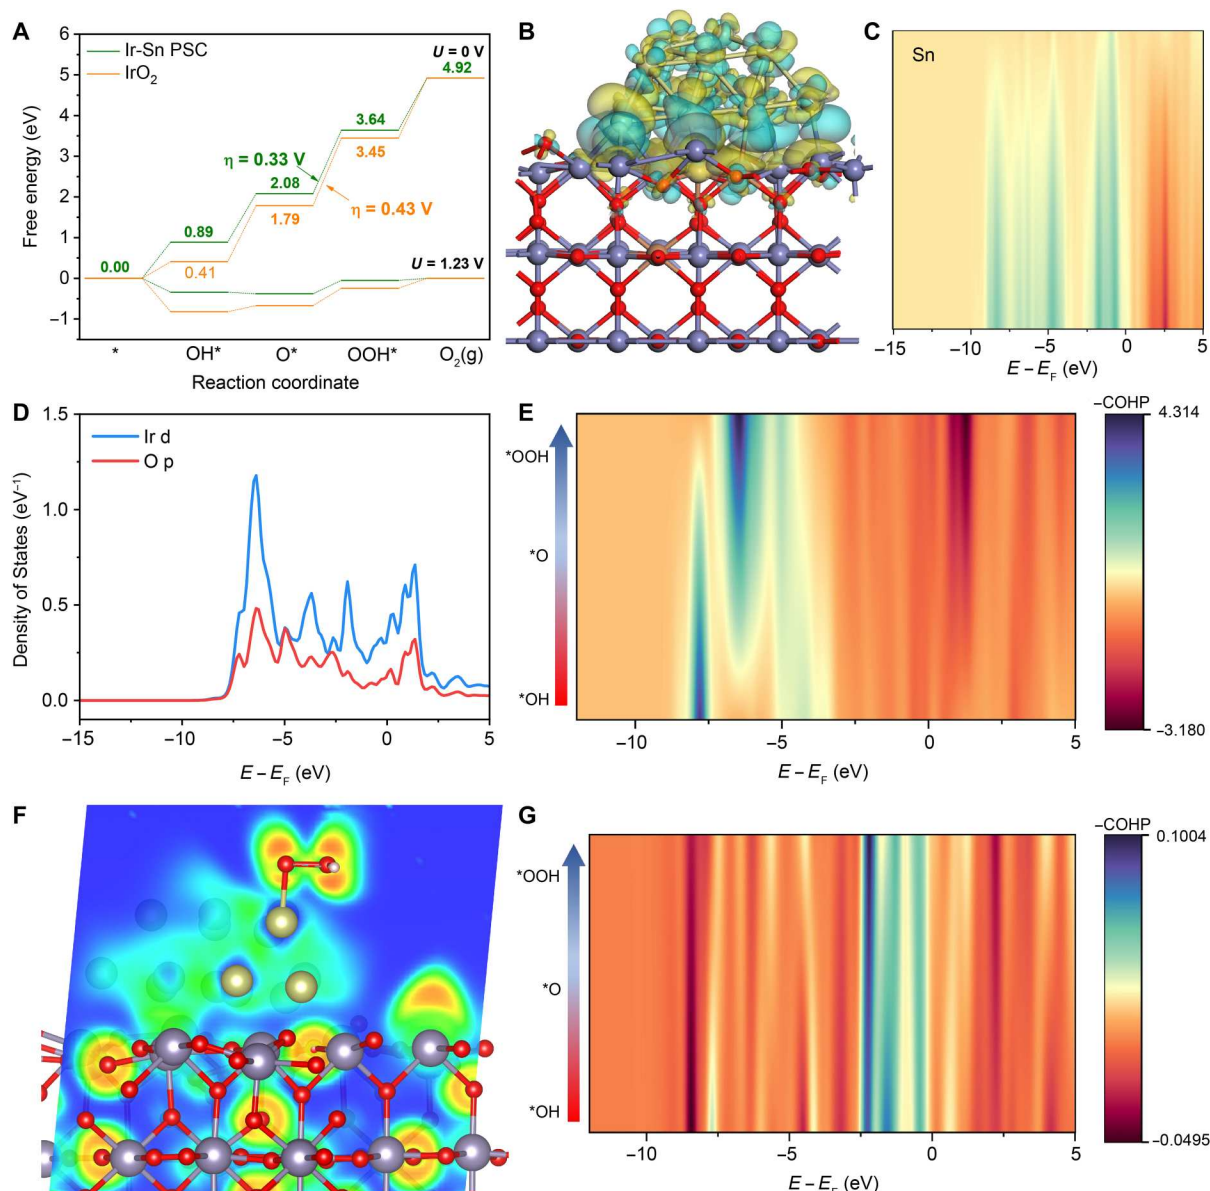 A
6
5
4
3
2
1
0
−1
Free energy (eV)
Ir-Sn PSC
IrO2
U = 0 V
4.92
3.64
3.45
η = 0.33 V
2.08
1.79
η = 0.43 V
0.89
0.41
0.00
U = 1.23 V
* OH* O* OOH* O2(g)
Reaction coordinate
B
C
Sn
−15 −10 −5 0 5
E – EF (eV)
D
1.5
1.0
0.5
0.0
Density of States (eV−1)
Ir d
O p
−15 −10 −5 0 5
E – EF (eV)
E
*OOH
*O
*OH
−10 −5 0 5
E – EF (eV)
−COHP
4.314
−3.180
F
G
*OOH
*O
*OH
−10 −5 0 5
E – EF (eV)
−COHP
0.1004
−0.0495